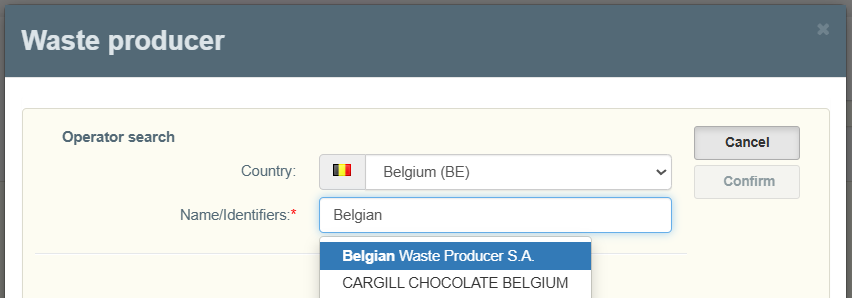 Waste producer
×
Operator search
Cancel
Country:
Belgium (BE)
Confirm
Name/Identifiers:*
Belgian
Belgian Waste Producer S.A.
CARGILL CHOCOLATE BELGIUM